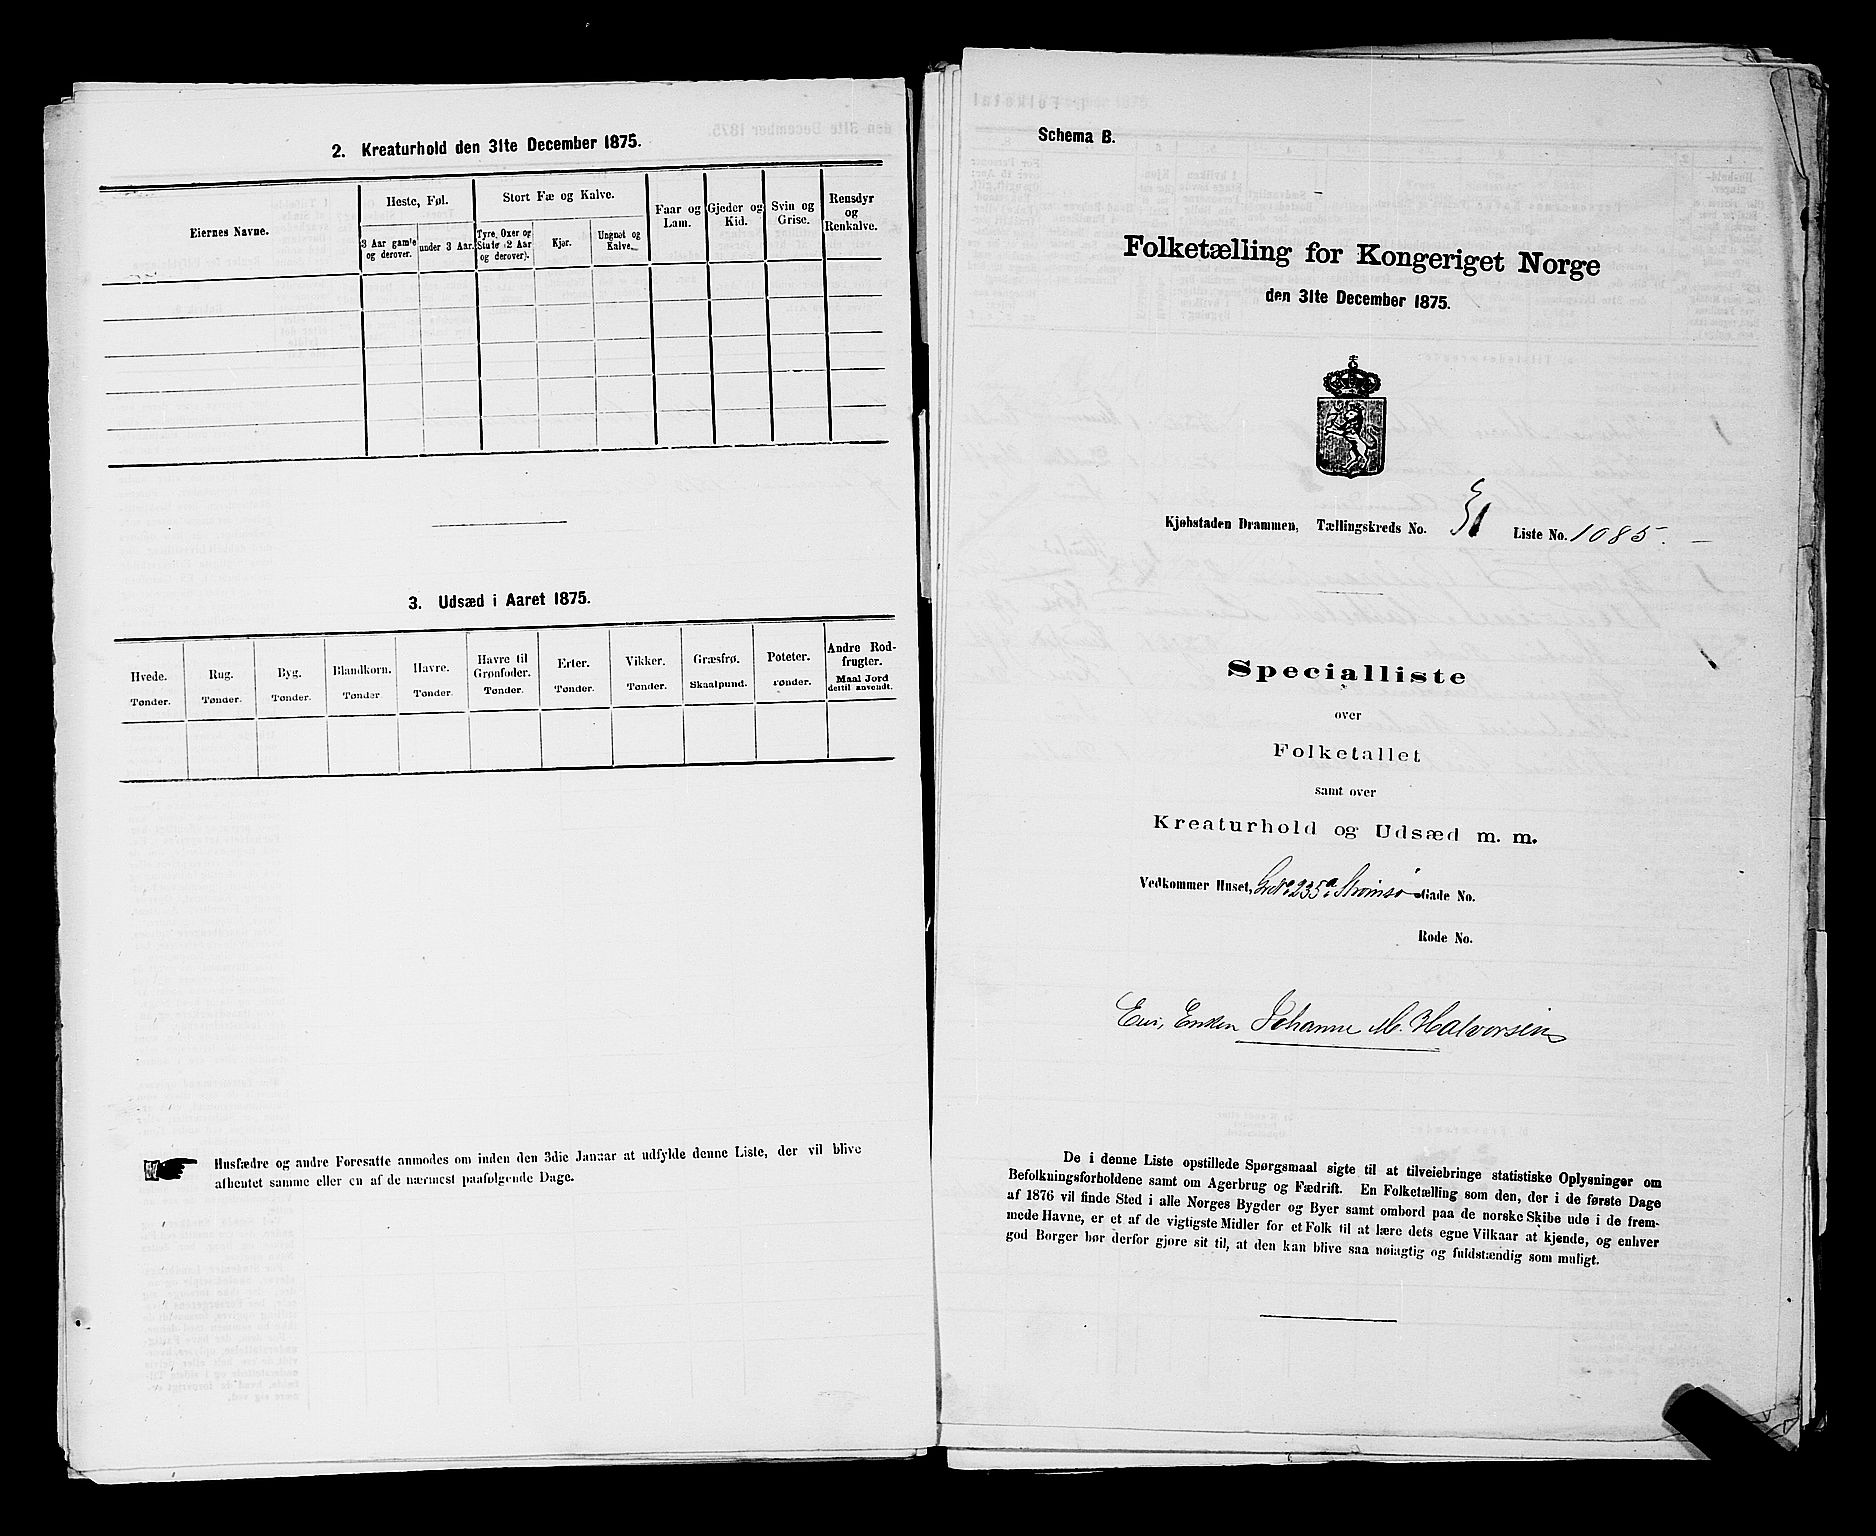 2. Kreaturhold den 31te December 1875.
Eiernes Navne.
Heste, Føl.
3 Aar gamle og derover.
under 3 Aar.
Stort Fæ og Kalve.
Tyre, Oxer og Stude (2 Aar og derover).
Kjør.
Ungnøt og Kalve.
Faar og Lam.
Gjeder og Kid.
Svin og Grise.
Rensdyr og Renkalve.
3. Udsæd i Aaret 1875.
Hvede. Tønder.
Rug. Tønder.
Byg. Tønder.
Blandkorn. Tønder
Havre. Tønder.
Havre til Grønfoder. Tønder.
Erter. Tønder.
Vikker. Tønder.
Græsfrø. Skaalpund.
Poteter. Tønder.
Andre Rodfrugter. Maal Jord dertil anvendt.
Husfædre og andre Foresatte anmodes om inden den 3die Januar at udfylde denne Liste, der vil blive
afhentet samme eller en af de nærmest paafølgende Dage.
Schema B.
Folketælling for Kongeriget Norge
den 31te December 1875.
Kjøbstaden Drammen, Tællingskreds No. 31 Liste No. 1085.
Specialliste
over
Folketallet
samt over
Kreaturhold og Udsæd m. m.
Vedkommer Huset, Gr No 235a Strømsø Gade No.
Rode No.
Eier, Enken Johanne M. Halvorsen
De i denne Liste opstillede Spørgsmaal sigte til at tilveiebringe statistiske Oplysninger om
Befolkningsforholdene samt om Agerbrug og Fædrift. En Folketælling som den, der i de første Dage
af 1876 vil finde Sted i alle Norges Bygder og Byer samt ombord paa de norske Skibe ude i de frem-
mede Havne, er et af de vigtigste Midler for et Folk til at lære dets egne Vilkaar at kjende, og enhver
god Borger bør derfor gjøre sit til, at den kan blive saa nøiagtig og fuldstændig som muligt.